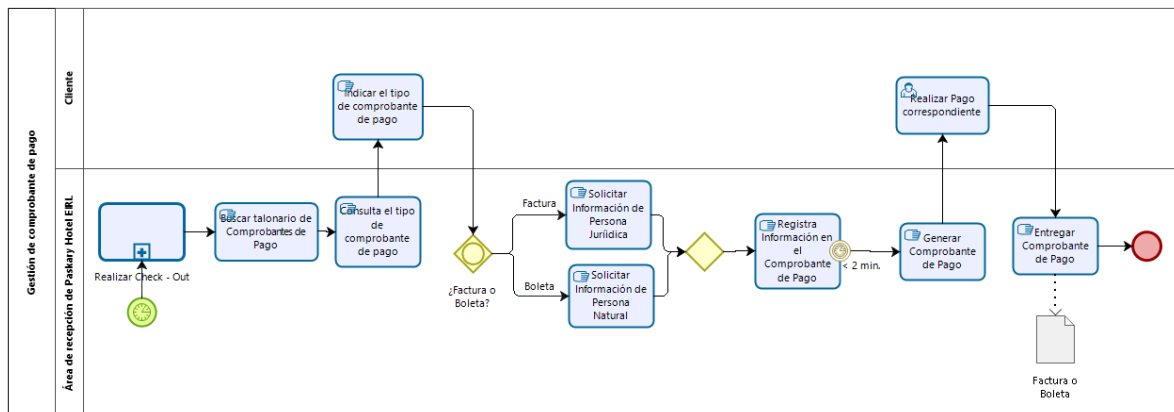 Gestión de comprobante de pago
Cliente
Indicar el tipo
de comprobante
de pago
Realizar Pago
correspondiente
Área de recepción de Paskary Hotel EIRL
Realizar Check - Out
Buscar talonario de
Comprobantes de
Pago
Consulta el tipo
de comprobante
de pago
¿Factura o
Boleta?
Factura
Boleta
Solicitar
Información de
Persona
Jurídica
Solicitar
Información de
Persona
Natural
Registra
Información en
el
Comprobante
de Pago
< 2 min.
Generar
Comprobante
de Pago
Entregar
Comprobante
de Pago
Factura o
Boleta